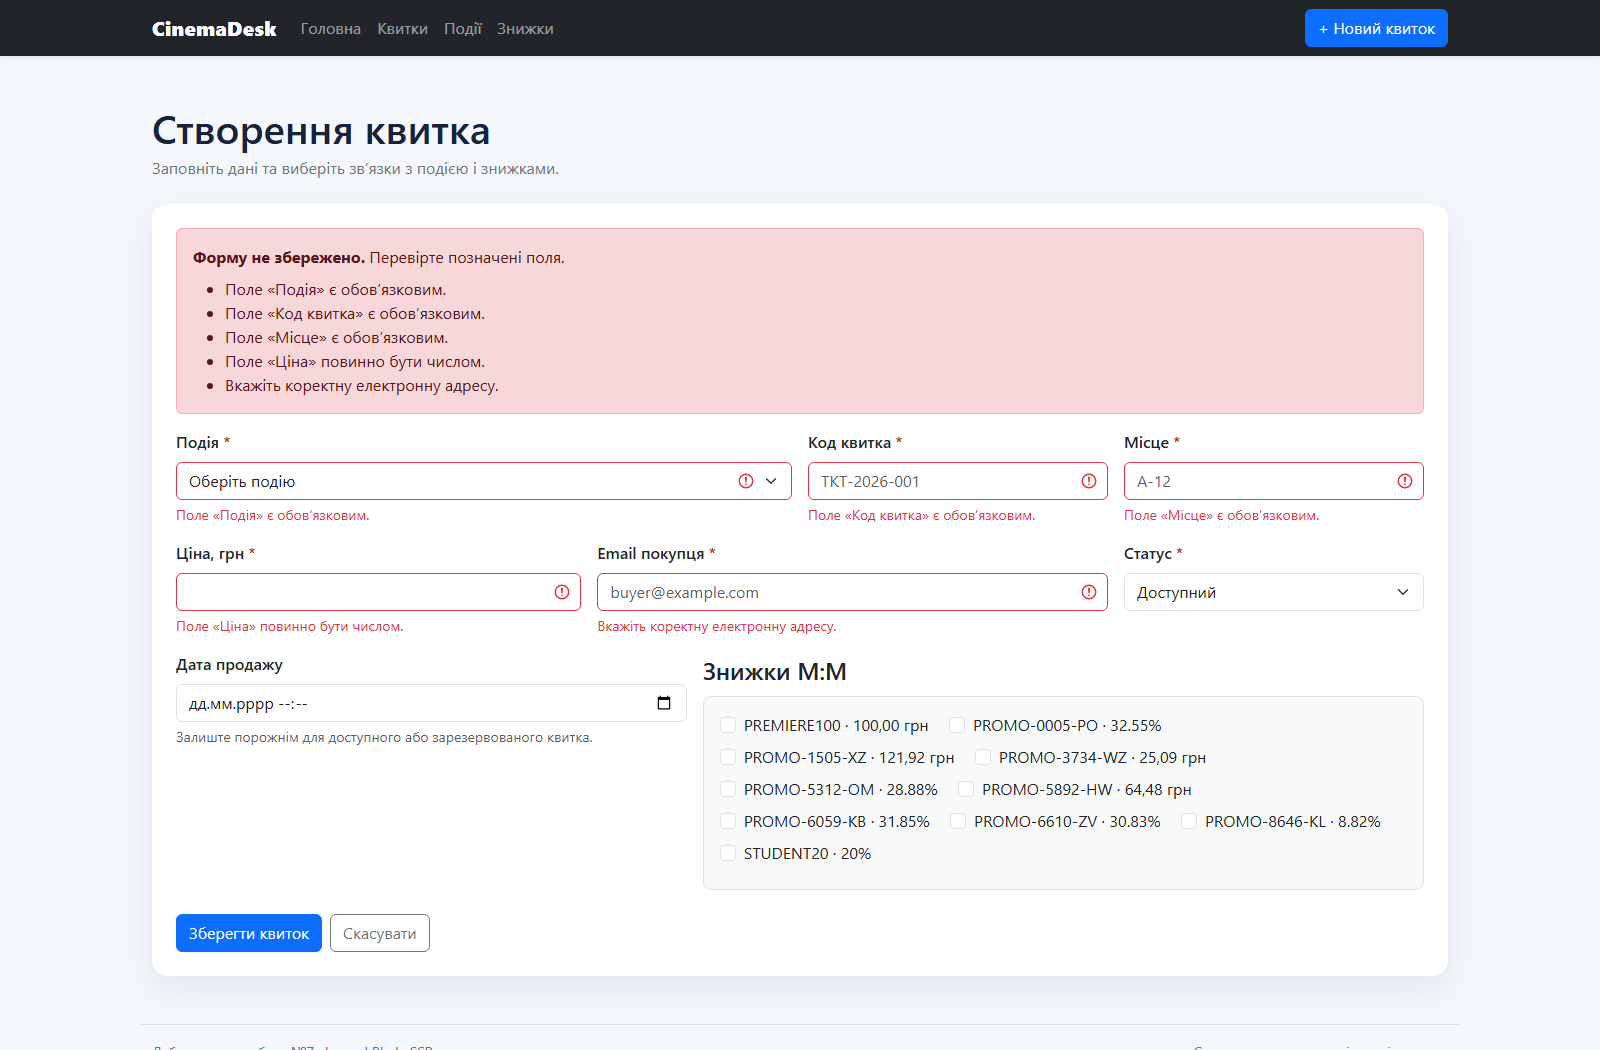 CinemaDesk Головна Квитки Події Знижки + Новий квиток
Створення квитка
Заповніть дані та виберіть зв’язки з подією і знижками.
Форму не збережено. Перевірте позначені поля.
Поле «Подія» є обов’язковим.
Поле «Код квитка» є обов’язковим.
Поле «Місце» є обов’язковим.
Поле «Ціна» повинно бути числом.
Вкажіть коректну електронну адресу.
Подія * Код квитка * Місце *
Оберіть подію TKT-2026-001 A-12
Поле «Подія» є обов’язковим. Поле «Код квитка» є обов’язковим. Поле «Місце» є обов’язковим.
Ціна, грн * Email покупця * Статус *
buyer@example.com Доступний
Поле «Ціна» повинно бути числом. Вкажіть коректну електронну адресу.
Дата продажу
дд.мм.рррр --:--
Залиште порожнім для доступного або зарезервованого квитка.
Знижки M:M
PREMIERE100 · 100,00 грн PROMO-0005-PO · 32.55%
PROMO-1505-XZ · 121,92 грн PROMO-3734-WZ · 25,09 грн
PROMO-5312-OM · 28.88% PROMO-5892-HW · 64,48 грн
PROMO-6059-KB · 31.85% PROMO-6610-ZV · 30.83% PROMO-8646-KL · 8.82%
STUDENT20 · 20%
Зберегти квиток Скасувати